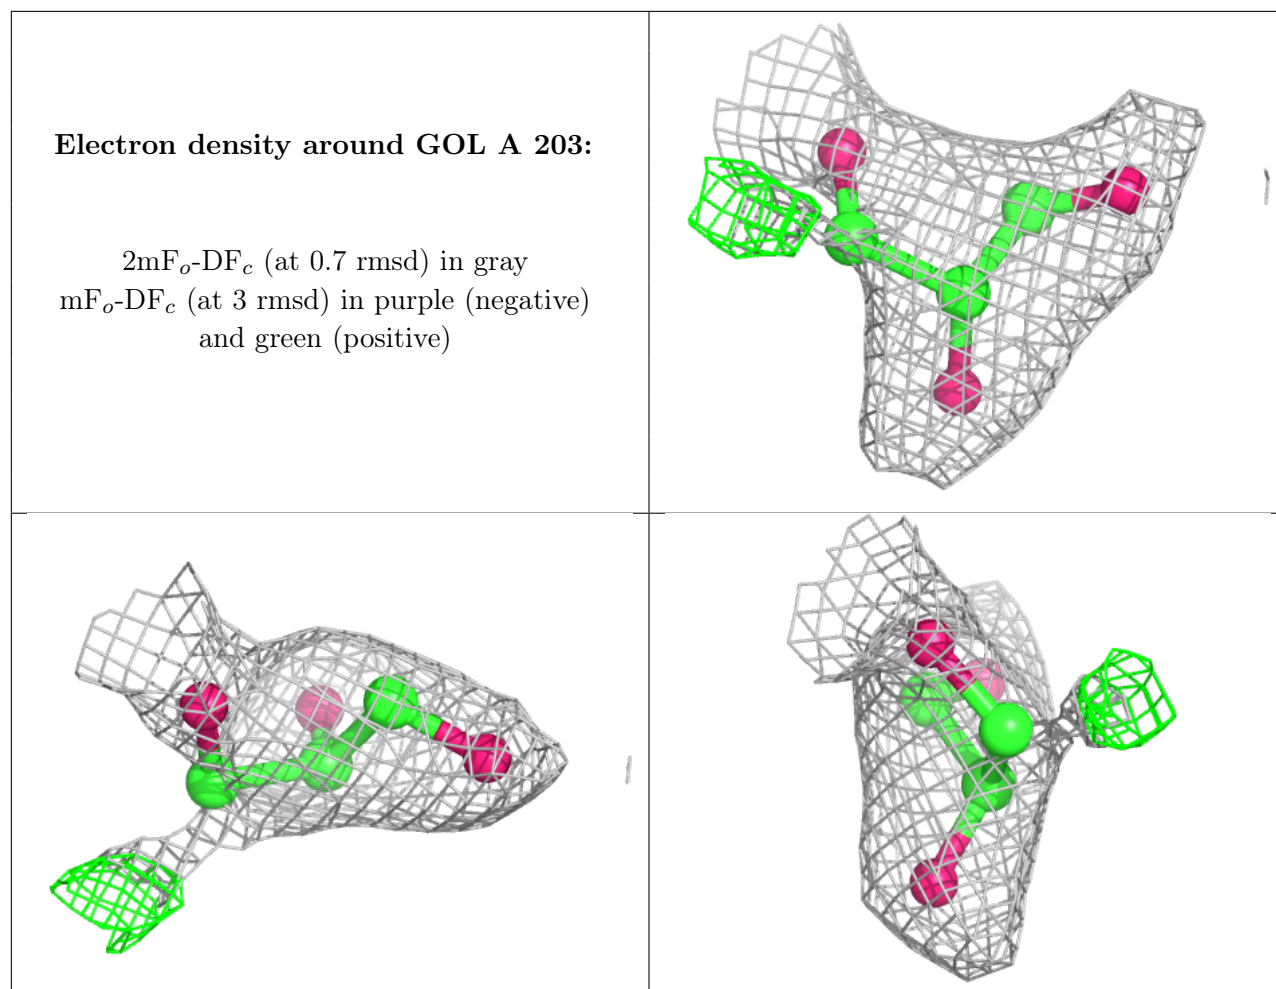 Electron density around GOL A 203:
2mFo-DFc (at 0.7 rmsd) in gray
mFo-DFc (at 3 rmsd) in purple (negative)
and green (positive)